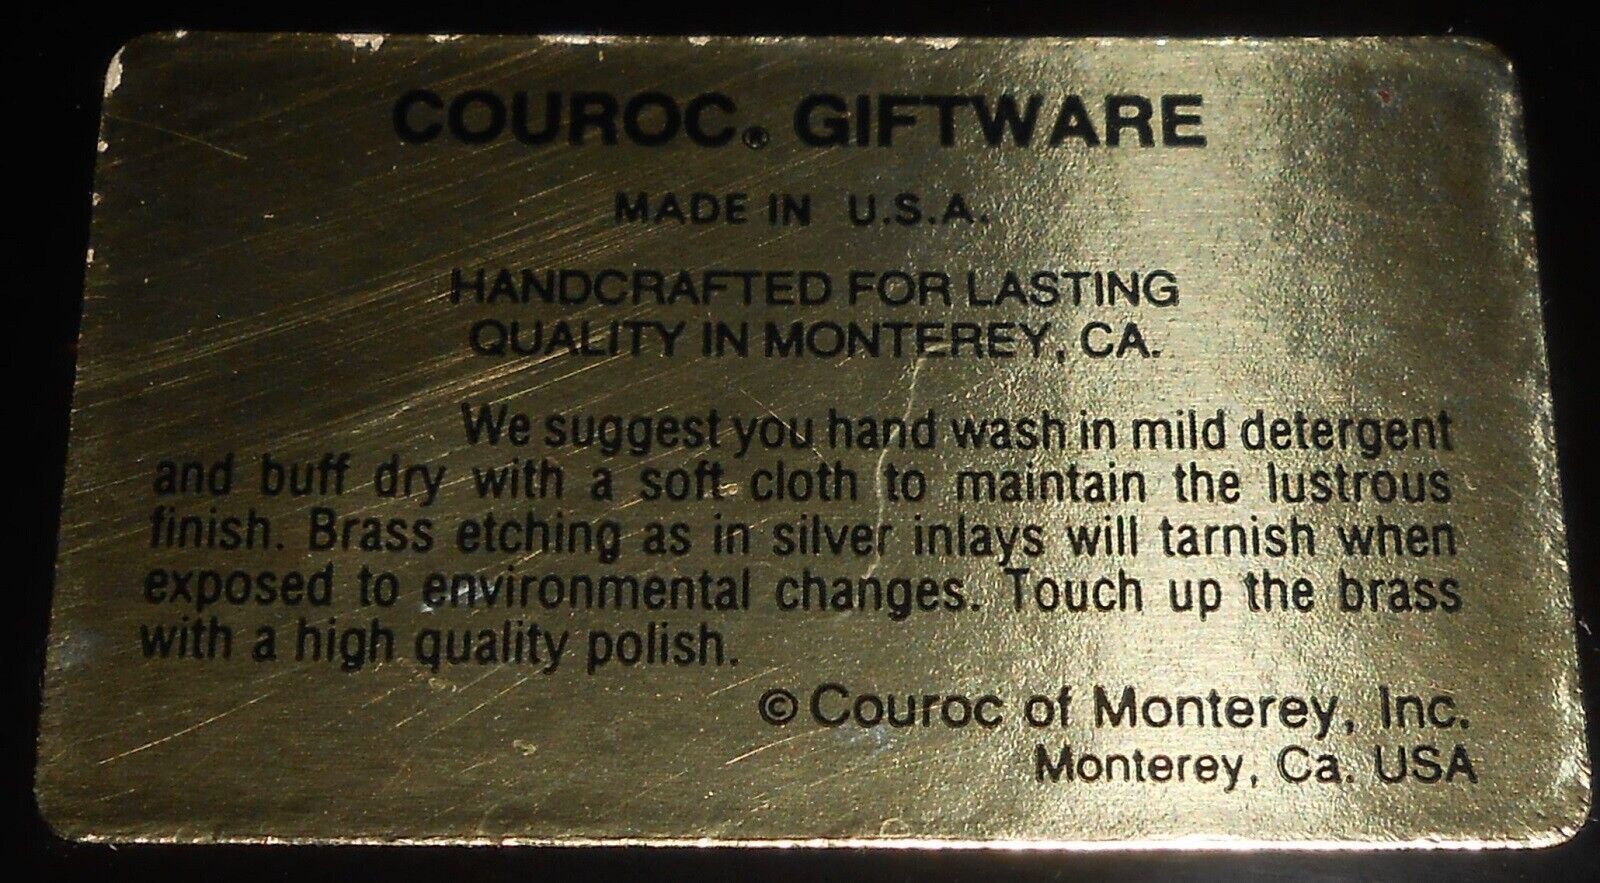 COUROC® GIFTWARE
MADE IN U.S.A.
HANDCRAFTED FOR LASTING
QUALITY IN MONTEREY, CA.
We suggest you hand wash in mild detergent
and buff dry with a soft cloth to maintain the lustrous
finish. Brass etching as in silver inlays will tarnish when
exposed to environmental changes. Touch up the brass
with a high quality polish.
© Couroc of Monterey, Inc.
Monterey, Ca. USA